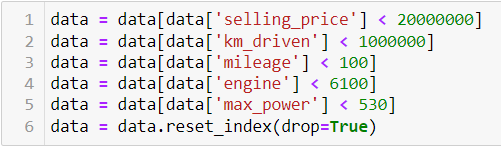 1 data = data[data['selling_price'] < 20000000]
2 data = data[data['km_driven'] < 1000000]
3 data = data[data['mileage'] < 100]
4 data = data[data['engine'] < 6100]
5 data = data[data['max_power'] < 530]
6 data = data.reset_index(drop=True)